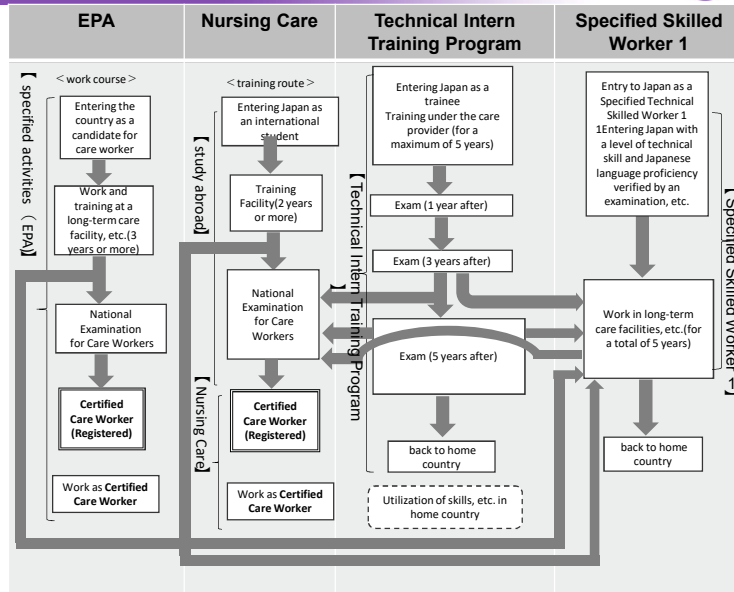 EPA
Nursing Care
Technical Intern
Training Program
Specified Skilled
Worker 1
【 specified activities （ EPA】
＜work course＞
Entering the
country as a
candidate for
care worker
Work and
training at a
long-term care
facility, etc.(3
years or more)
National
Examination
for Care Workers
Certified
Care Worker
(Registered)
Work as Certified
Care Worker
＜training route＞
Entering Japan as
an international
student
【study abroad】
Training
Facility(2 years
or more)
National
Examination
for Care
Workers
【Nursing Care】
Certified
Care Worker
(Registered)
Work as Certified
Care Worker
Entering Japan as a
trainee
Training under the care
provider (for a
maximum of 5 years)
【Technical Intern Training Program
】
Exam (1 year after)
Exam (3 years after)
Exam (5 years after)
back to home
country
Utilization of skills, etc. in
home country
Entry to Japan as a
Specified Technical
Skilled Worker 1
1Entering Japan with
a level of technical
skill and Japanese
language proficiency
verified by an
examination, etc.
【Specified Skilled Worker 1】
Work in long-term
care facilities, etc.(for
a total of 5 years)
back to home
country